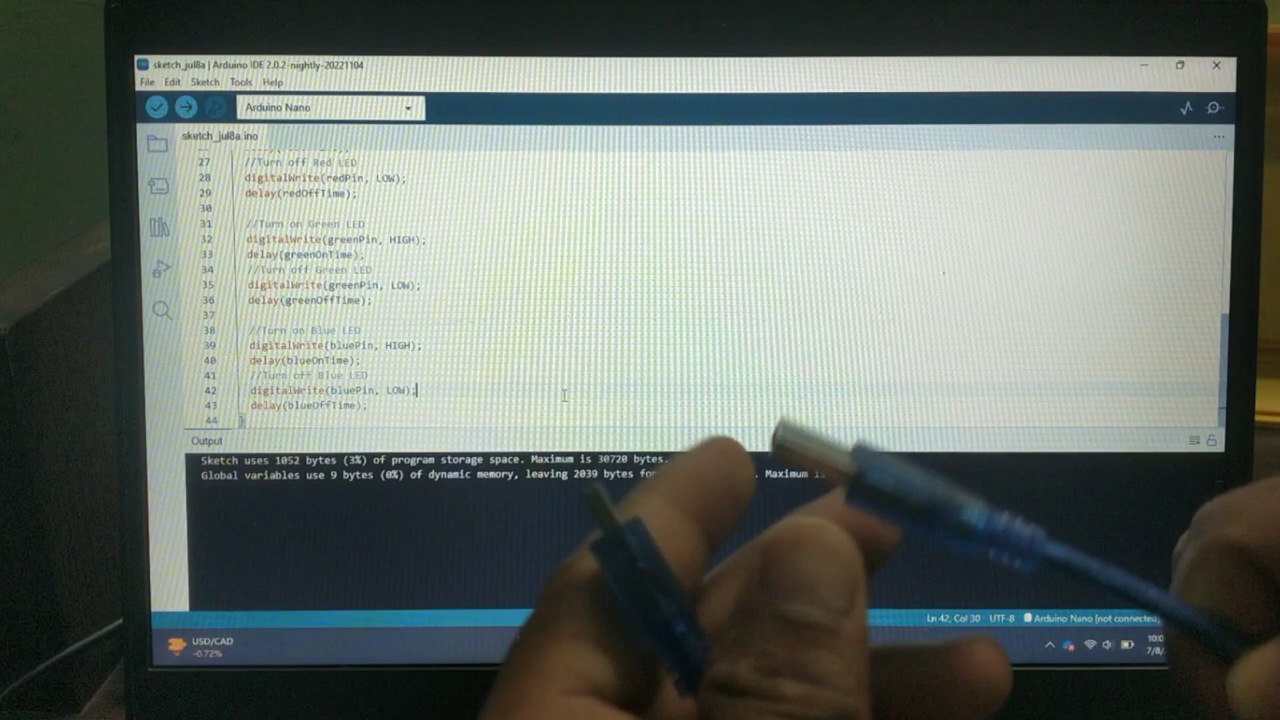 sketch_jul8a | Arduino IDE 2.0.2-nightly-20221104
File Edit Sketch Tools Help
Arduino Nano
sketch_jul8a.ino
27 //Turn off Red LED
28 digitalWrite(redPin, LOW);
29 delay(redOffTime);
30
31 //Turn on Green LED
32 digitalWrite(greenPin, HIGH);
33 delay(greenOnTime);
34 //Turn off Green LED
35 digitalWrite(greenPin, LOW);
36 delay(greenOffTime);
37
38 //Turn on Blue LED
39 digitalWrite(bluePin, HIGH);
40 delay(blueOnTime);
41 //Turn off Blue LED
42 digitalWrite(bluePin, LOW);
43 delay(blueOffTime);
44 }
Output
Sketch uses 1052 bytes (3%) of program storage space. Maximum is 30720 bytes.
Global variables use 9 bytes (0%) of dynamic memory, leaving 2039 bytes Maximum
Ln 42, Col 30 UTF-8 Arduino Nano [not connected]
USD/CAD
-0.72%
10:0
7/8/